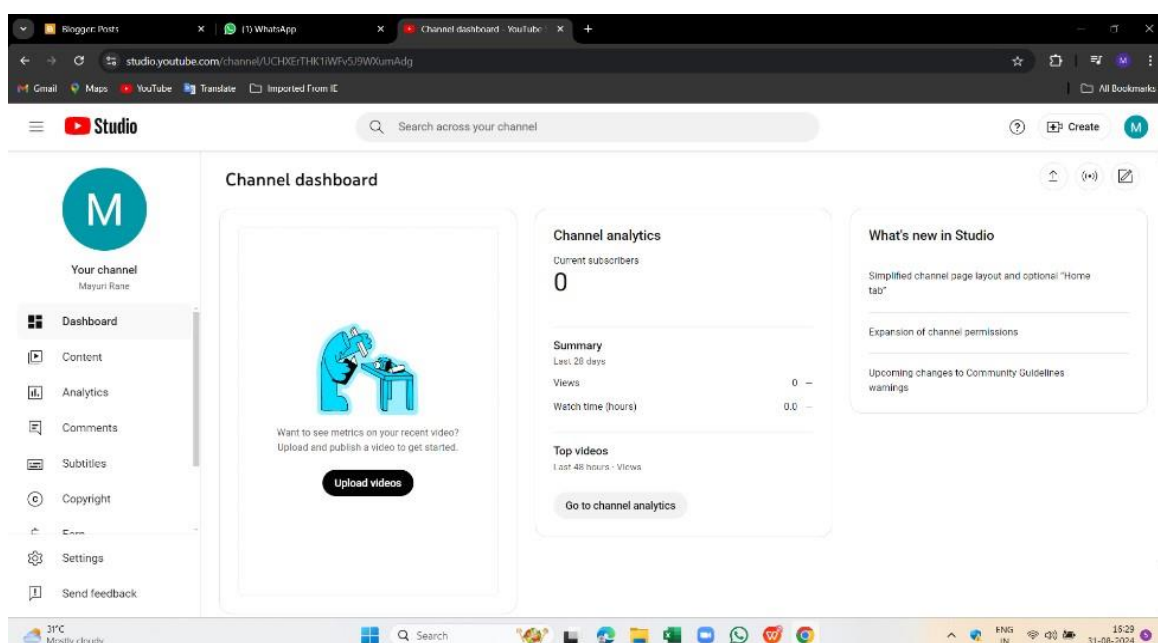 Blogger: Posts
(1) WhatsApp
Channel dashboard - YouTube
studio.youtube.com/channel/UCHXErTHK1iWFv5J9WXumAdg
Gmail
Maps
YouTube
Translate
Imported From IE
All Bookmarks
Studio
Search across your channel
Create
M
M
Your channel
Mayuri Rane
Dashboard
Content
Analytics
Comments
Subtitles
Copyright
Earn
Settings
Send feedback
Channel dashboard
Want to see metrics on your recent video?
Upload and publish a video to get started.
Upload videos
Channel analytics
Current subscribers
0
Summary
Last 28 days
Views 0 —
Watch time (hours) 0.0 —
Top videos
Last 48 hours · Views
Go to channel analytics
What's new in Studio
Simplified channel page layout and optional "Home
tab"
Expansion of channel permissions
Upcoming changes to Community Guidelines
warnings
31°C
Mostly cloudy
Search
ENG
IN
15:29
31-08-2024